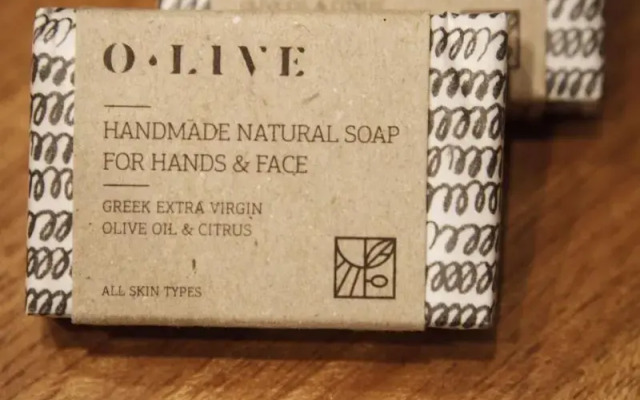 O·LIVE
HANDMADE NATURAL SOAP
FOR HANDS & FACE
GREEK EXTRA VIRGIN
OLIVE OIL & CITRUS
ALL SKIN TYPES